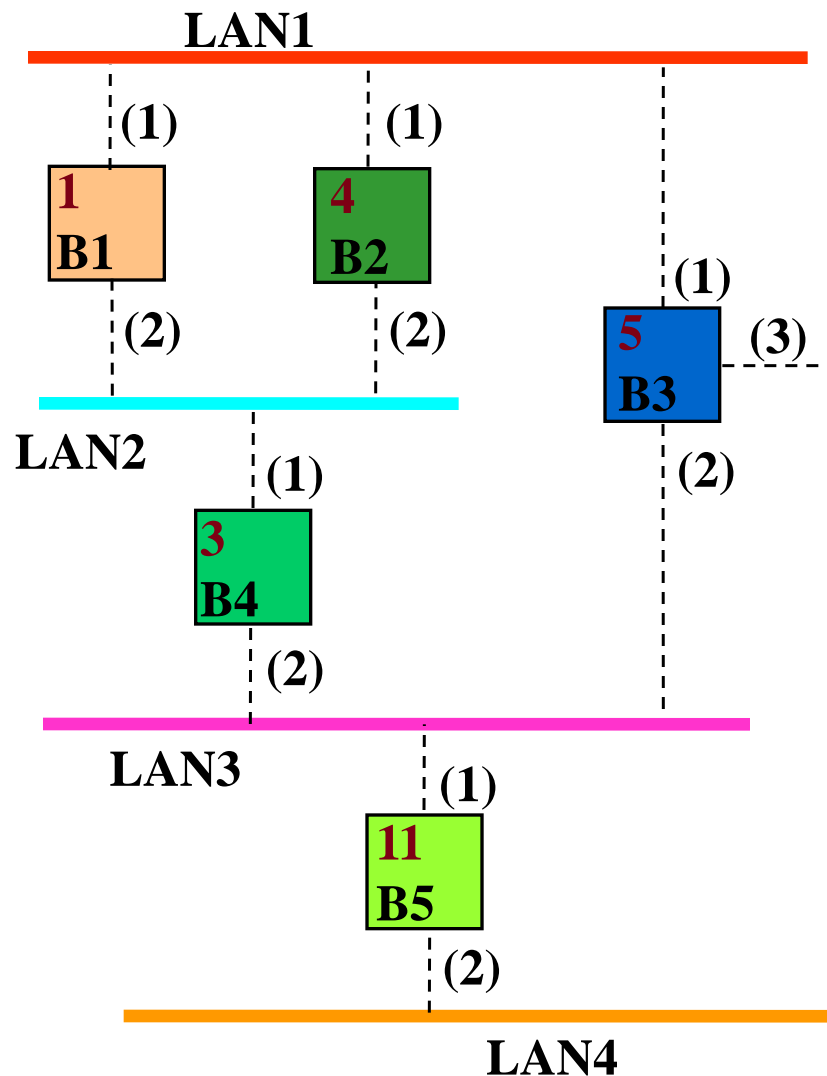 LAN1
(1)
(1)
1
B1
4
B2
(1)
(2)
(2)
5
B3
(3)
LAN2
(1)
(2)
3
B4
(2)
LAN3
(1)
11
B5
(2)
LAN4